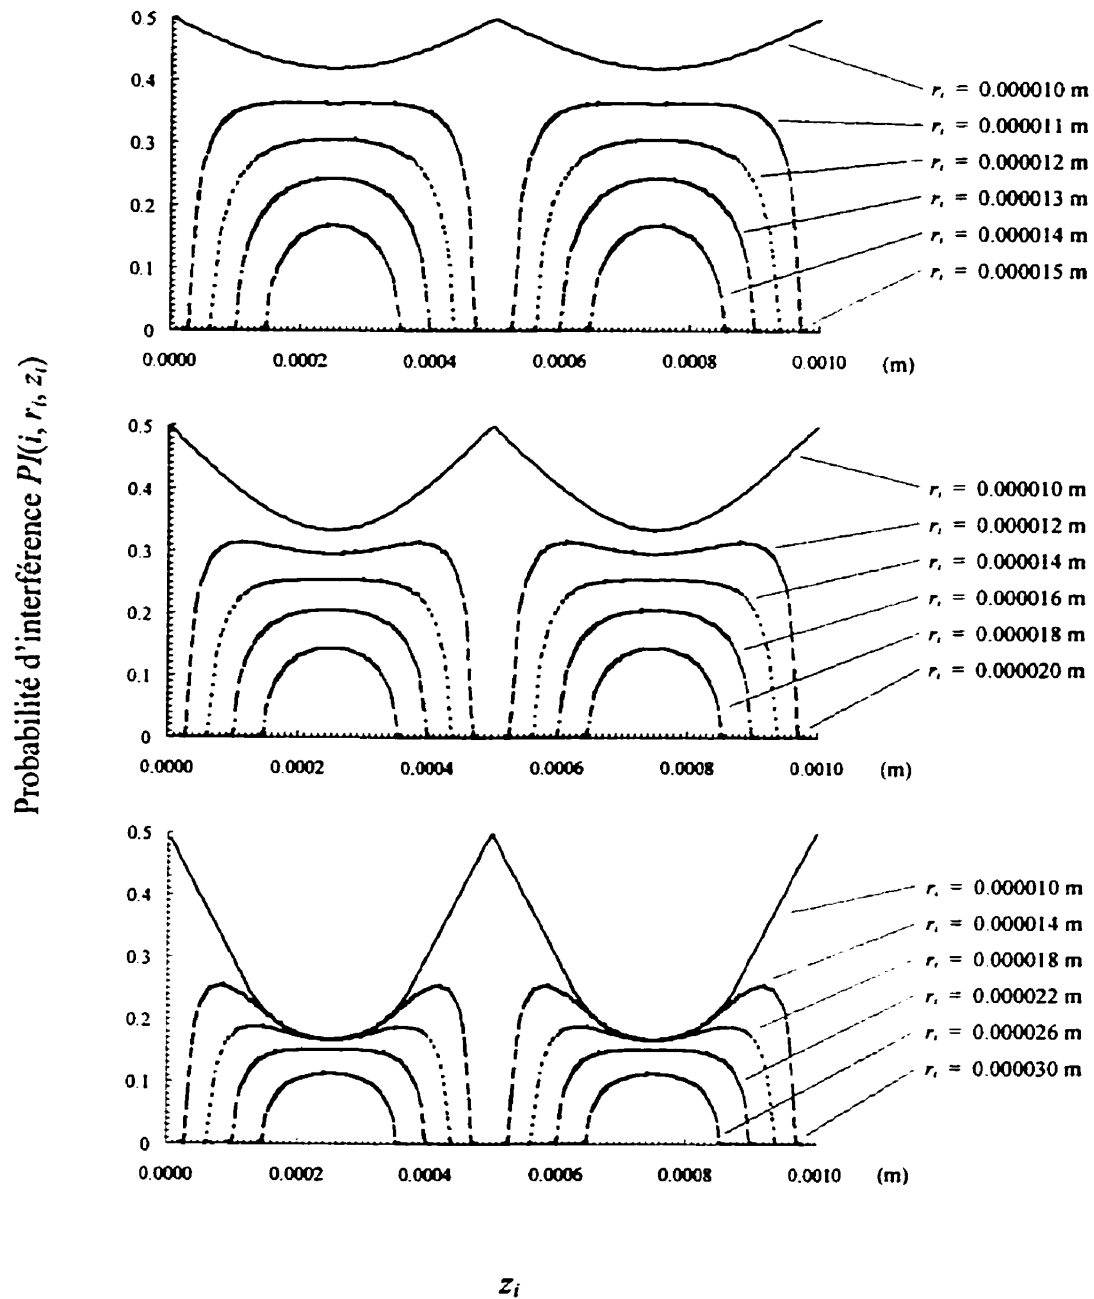 Probabilité d'interférence PI(i, rᵢ, zᵢ)
0.5
0.4
0.3
0.2
0.1
0
0.0000 0.0002 0.0004 0.0006 0.0008 0.0010 (m)
rᵢ = 0.000010 m
rᵢ = 0.000011 m
rᵢ = 0.000012 m
rᵢ = 0.000013 m
rᵢ = 0.000014 m
rᵢ = 0.000015 m
0.5
0.4
0.3
0.2
0.1
0
0.0000 0.0002 0.0004 0.0006 0.0008 0.0010 (m)
rᵢ = 0.000010 m
rᵢ = 0.000012 m
rᵢ = 0.000014 m
rᵢ = 0.000016 m
rᵢ = 0.000018 m
rᵢ = 0.000020 m
0.5
0.4
0.3
0.2
0.1
0
0.0000 0.0002 0.0004 0.0006 0.0008 0.0010 (m)
rᵢ = 0.000010 m
rᵢ = 0.000014 m
rᵢ = 0.000018 m
rᵢ = 0.000022 m
rᵢ = 0.000026 m
rᵢ = 0.000030 m
zᵢ